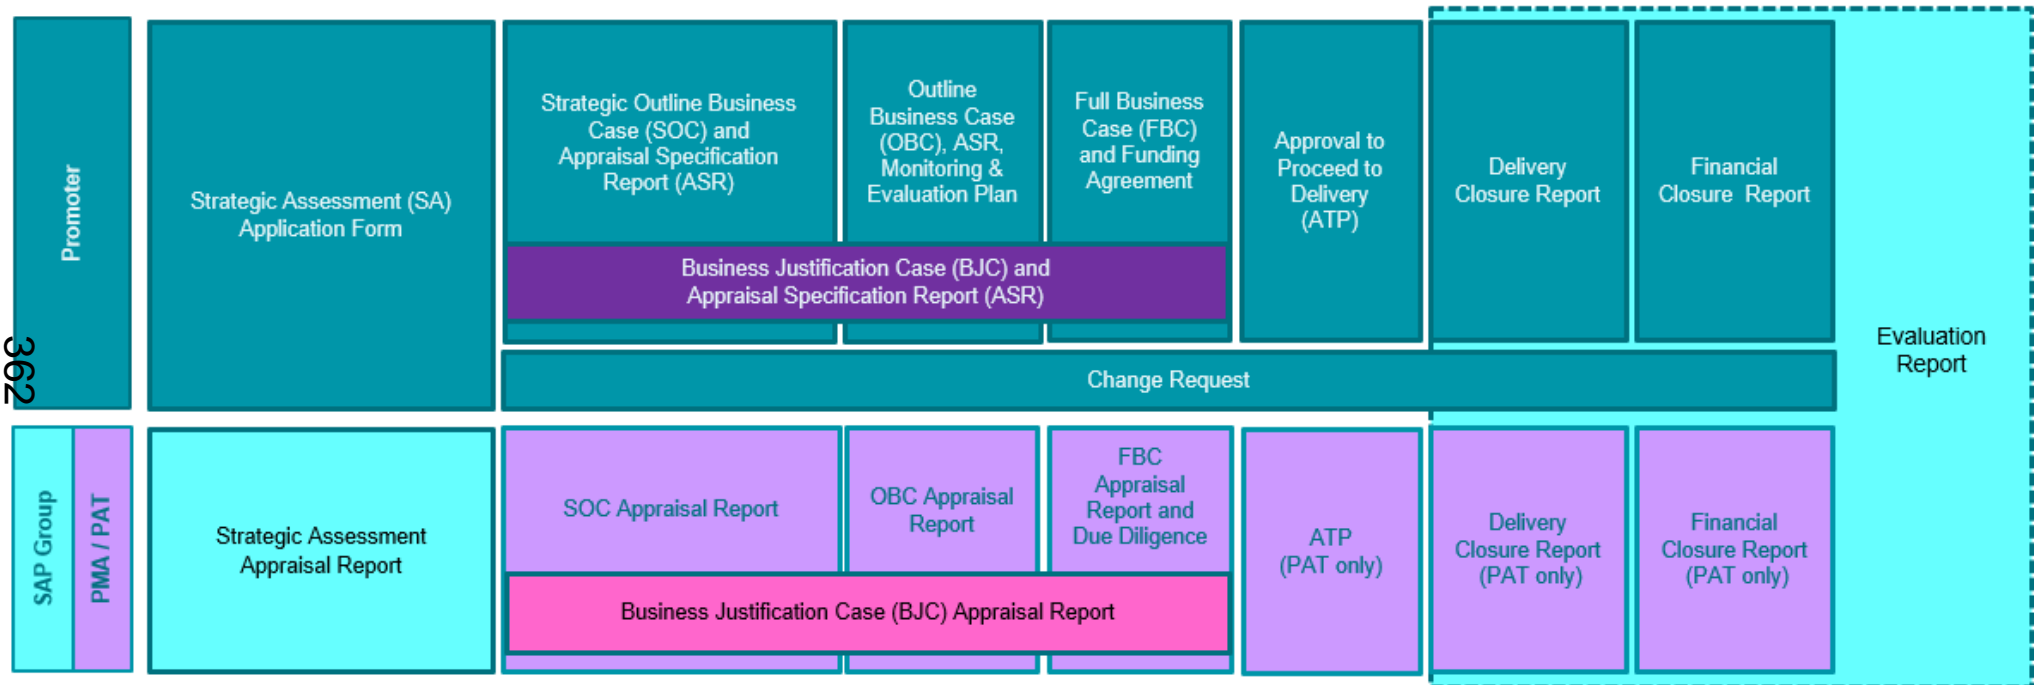 Promoter
Strategic Assessment (SA)
Application Form
Strategic Outline Business
Case (SOC) and
Appraisal Specification
Report (ASR)
Outline
Business Case
(OBC), ASR,
Monitoring &
Evaluation Plan
Full Business
Case (FBC)
and Funding
Agreement
Approval to
Proceed to
Delivery
(ATP)
Delivery
Closure Report
Financial
Closure Report
Business Justification Case (BJC) and
Appraisal Specification Report (ASR)
Change Request
Evaluation
Report
362
SAP Group
PMA / PAT
Strategic Assessment
Appraisal Report
SOC Appraisal Report
OBC Appraisal
Report
FBC
Appraisal
Report and
Due Diligence
ATP
(PAT only)
Delivery
Closure Report
(PAT only)
Financial
Closure Report
(PAT only)
Business Justification Case (BJC) Appraisal Report